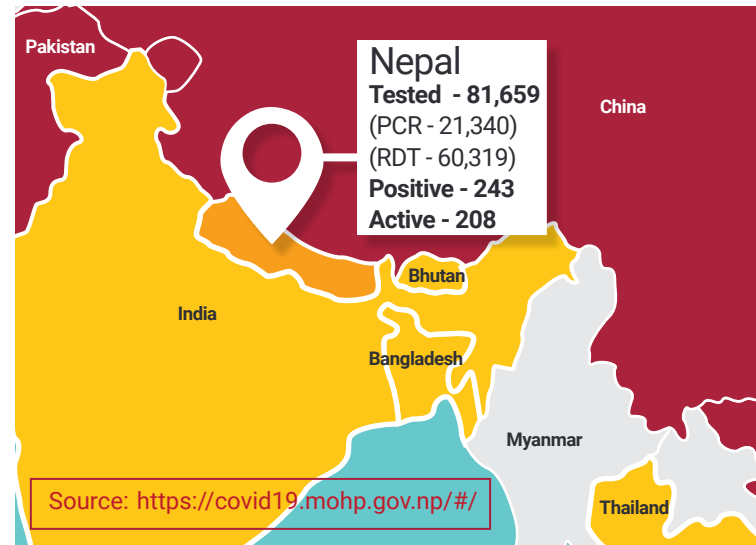 Pakistan
Nepal
Tested - 81,659
(PCR - 21,340)
(RDT - 60,319)
Positive - 243
Active - 208
China
Bhutan
India
Bangladesh
Myanmar
Source: https://covid19.mohp.gov.np/#/
Thailand